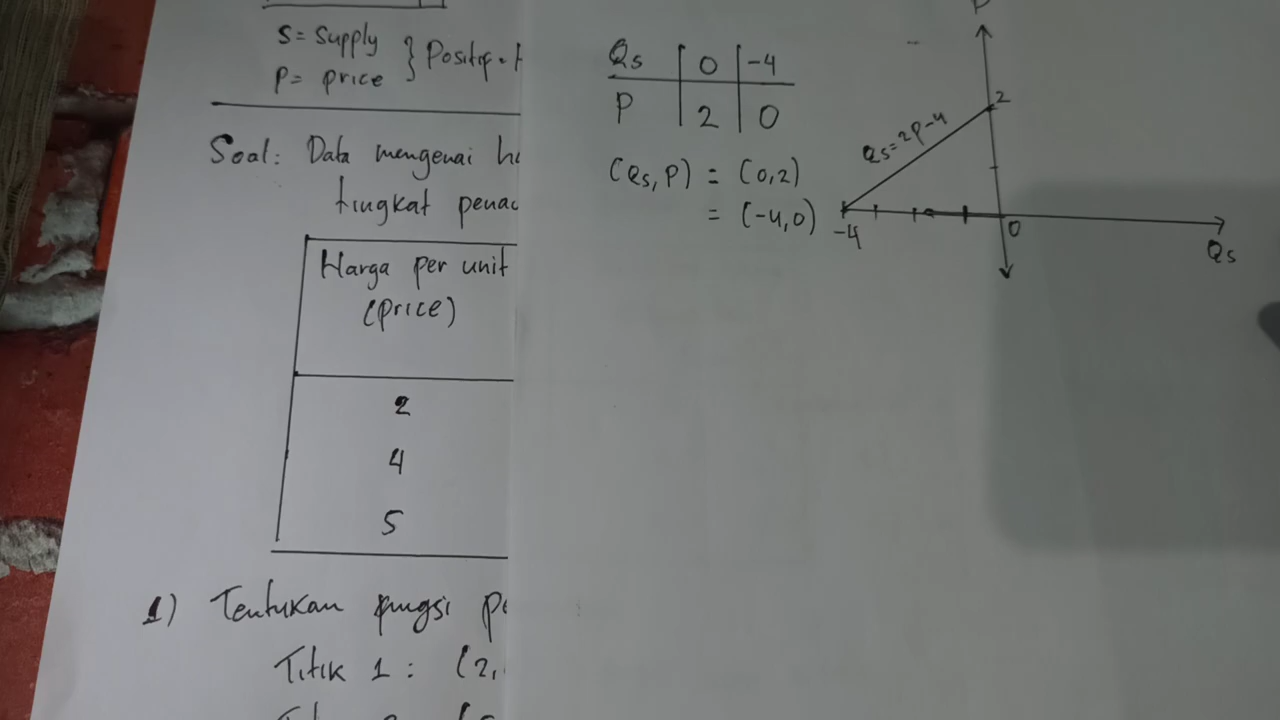 S = Supply
P = price
} Positif
Soal: Data mengenai
tingkat
Harga per unit
(price)
2
4
5
1) Tentukan fungsi
Titik 1 : (2,
Qs | 0 | -4
P | 2 | 0
(Qs, P) = (0,2)
= (-4,0)
P
2
Qs = 2P-4
-4
0
Qs